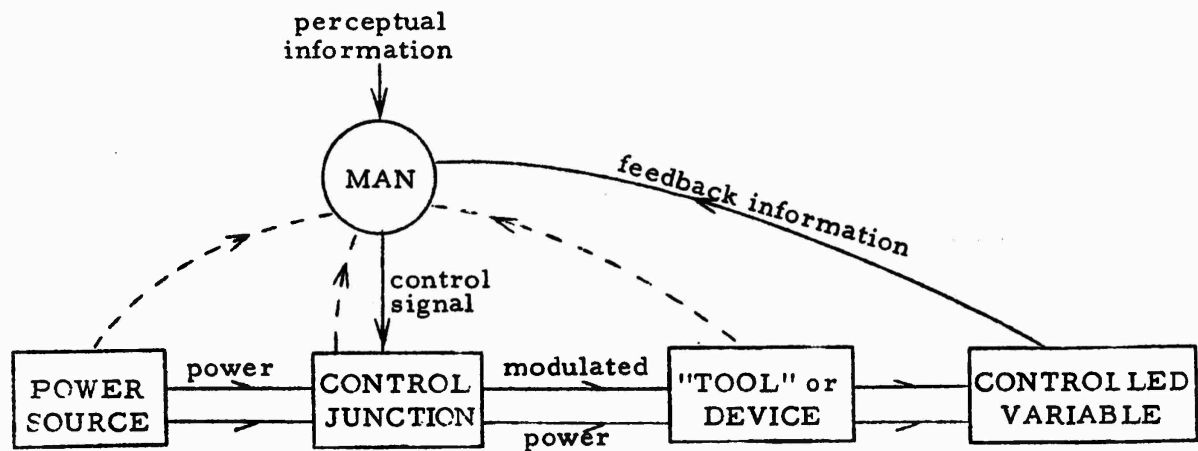 perceptual
information
MAN
feedback information
control
signal
POWER
SOURCE
power
CONTROL
JUNCTION
modulated
power
"TOOL" or
DEVICE
CONTROLLED
VARIABLE